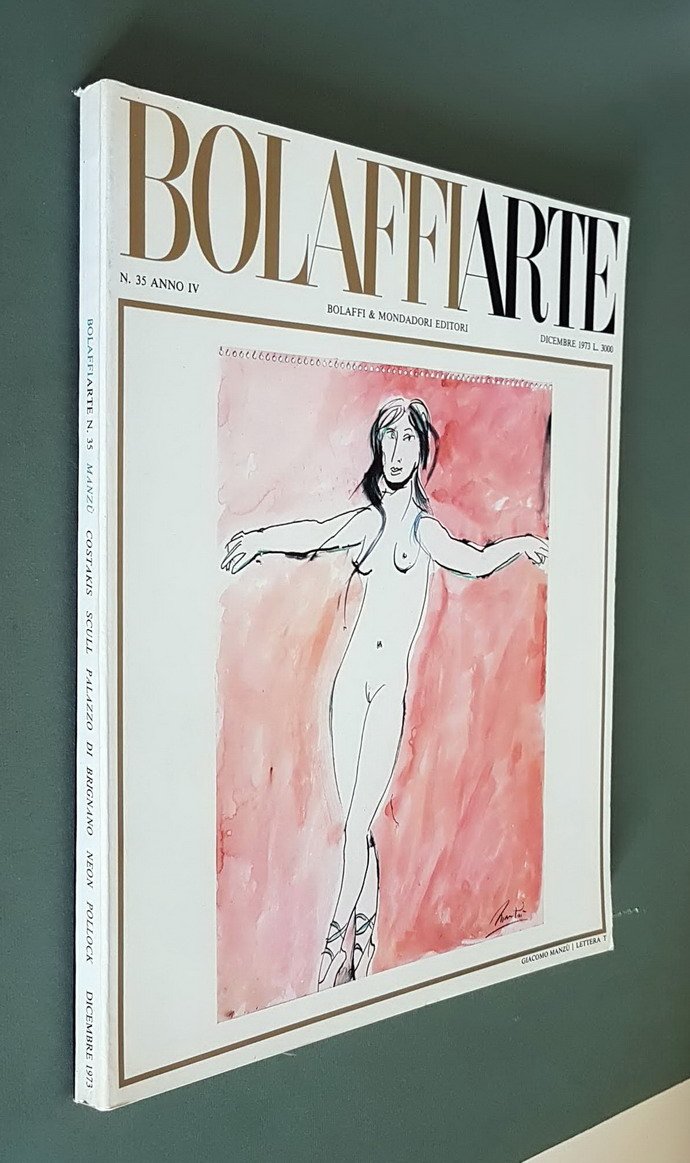 BOLAFFIARTE
N. 35 ANNO IV
BOLAFFI & MONDADORI EDITORI
DICEMBRE 1973 L. 3000
Manzù
GIACOMO MANZÙ | LETTERA T
BOLAFFIARTE N. 35 MANZÙ COSTAKIS SCULL PALAZZO DI BRIGNANO NEON POLLOCK DICEMBRE 1973